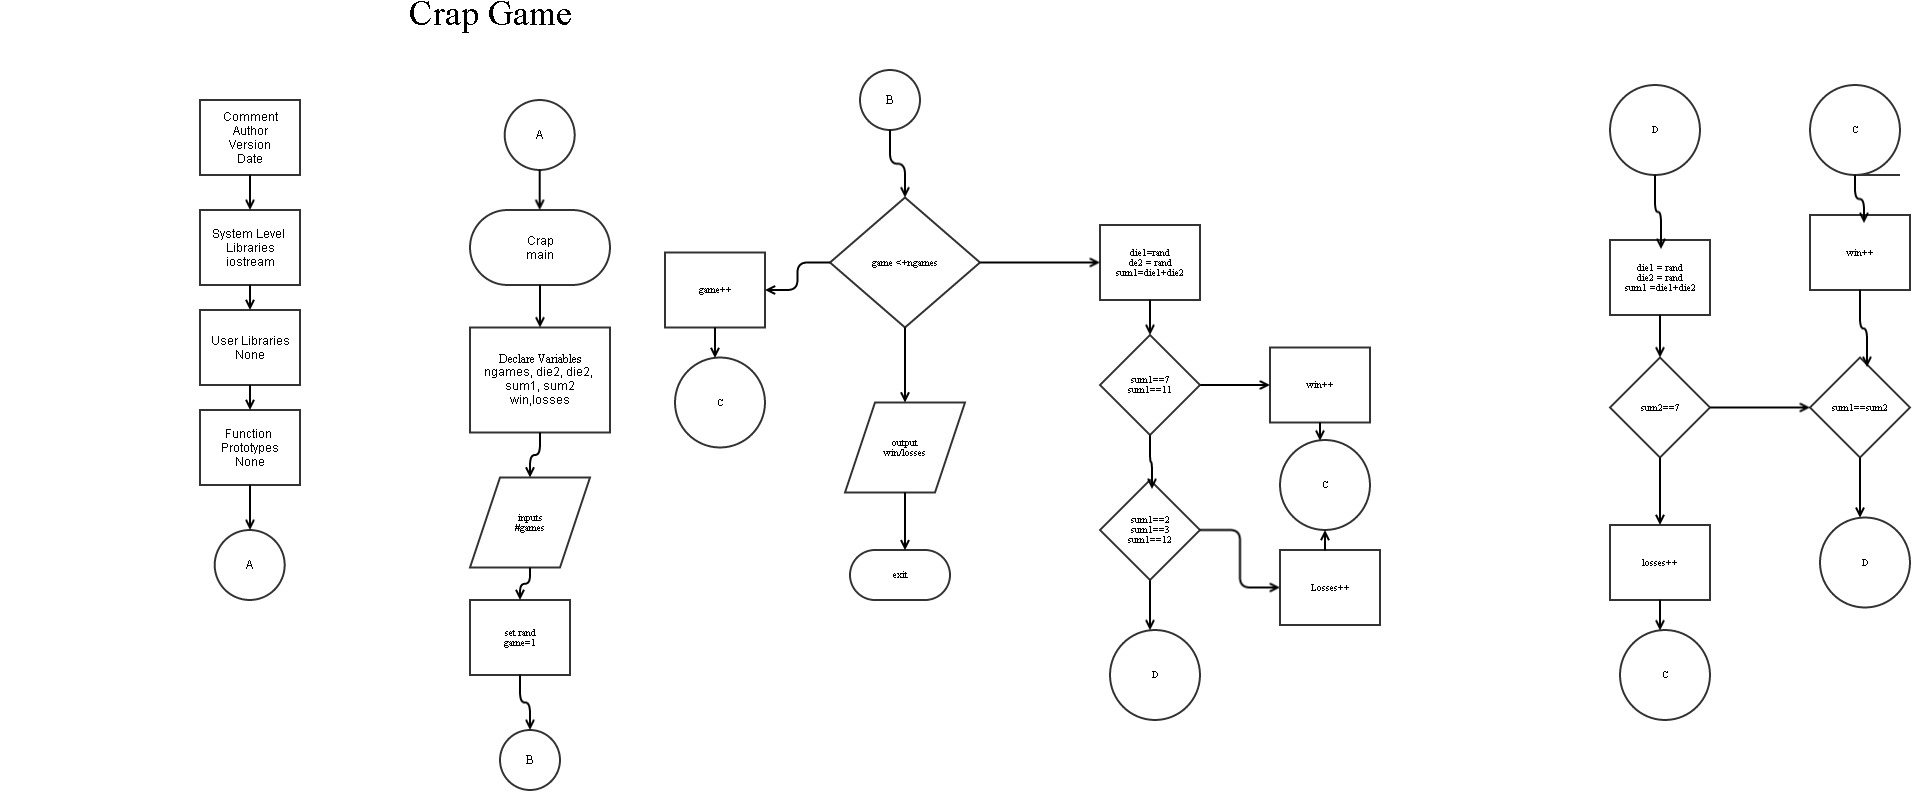 Crap Game
Comment
Author
Version
Date
System Level
Libraries
iostream
User Libraries
None
Function
Prototypes
None
A
A
Crap
main
Declare Variables
ngames, die2, die2,
sum1, sum2
win,losses
inputs
#games
set rand
game=1
B
B
game <+ngames
game++
C
output
win/losses
exit
die1=rand
de2 = rand
sum1=die1+die2
sum1==7
sum1==11
win++
C
sum1==2
sum1==3
sum1==12
Losses++
D
D
die1 = rand
die2 = rand
sum1 =die1+die2
sum2==7
losses++
C
C
win++
sum1==sum2
D